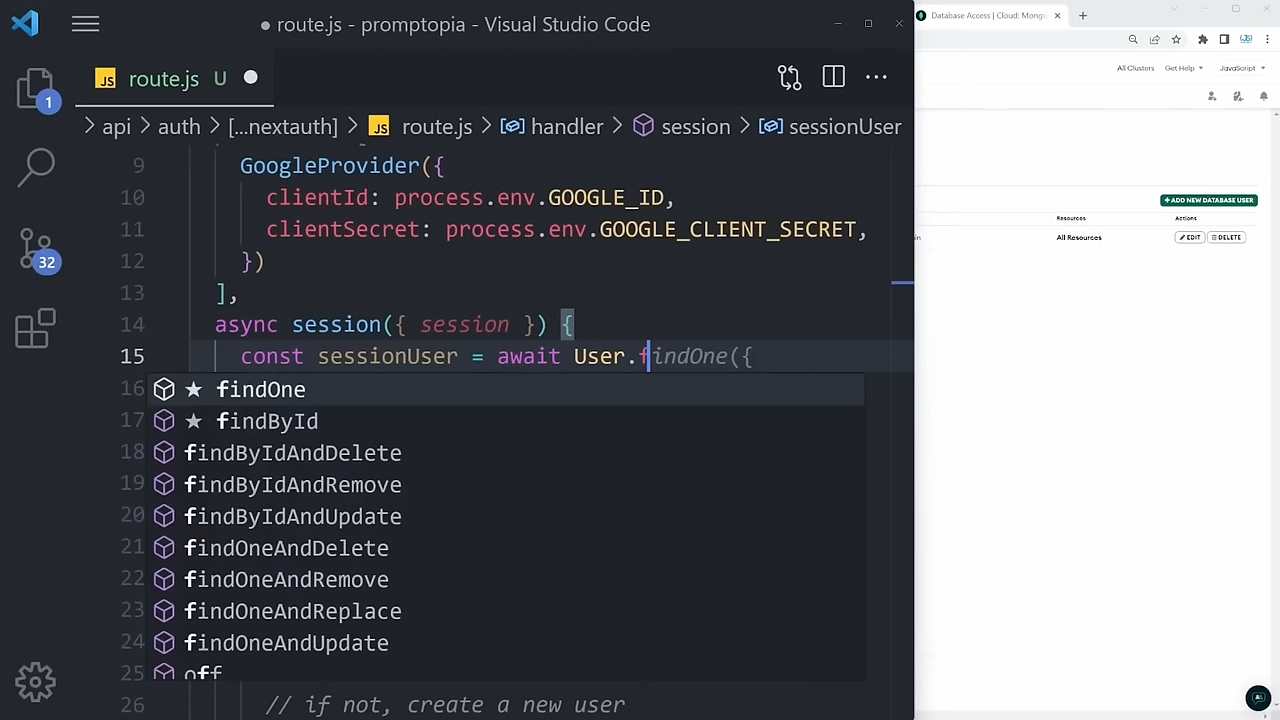 route.js - promptopia - Visual Studio Code
JS route.js U
api > auth > [...nextauth] > JS route.js > handler > session > sessionUser
1
32
9 GoogleProvider({
10 clientId: process.env.GOOGLE_ID,
11 clientSecret: process.env.GOOGLE_CLIENT_SECRET,
12 })
13 ],
14 async session({ session }) {
15 const sessionUser = await User.findOne({
16 findOne
17 findById
18 findByIdAndDelete
19 findByIdAndRemove
20 findByIdAndUpdate
21 findOneAndDelete
22 findOneAndRemove
23 findOneAndReplace
24 findOneAndUpdate
25 off
26 // if not, create a new user
Database Access | Cloud: Mong
All Clusters Get Help JavaScript
+ ADD NEW DATABASE USER
Resources Actions
All Resources EDIT DELETE